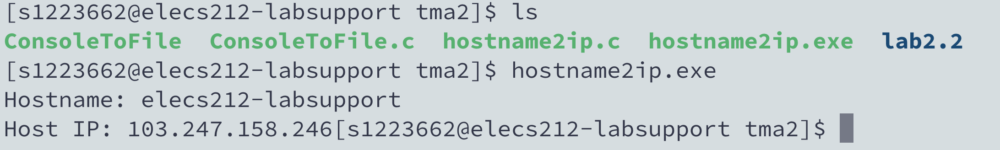 [s1223662@elecs212-labsupport tma2]$ ls
ConsoleToFile  ConsoleToFile.c  hostname2ip.c  hostname2ip.exe  lab2.2
[s1223662@elecs212-labsupport tma2]$ hostname2ip.exe
Hostname: elecs212-labsupport
Host IP: 103.247.158.246[s1223662@elecs212-labsupport tma2]$